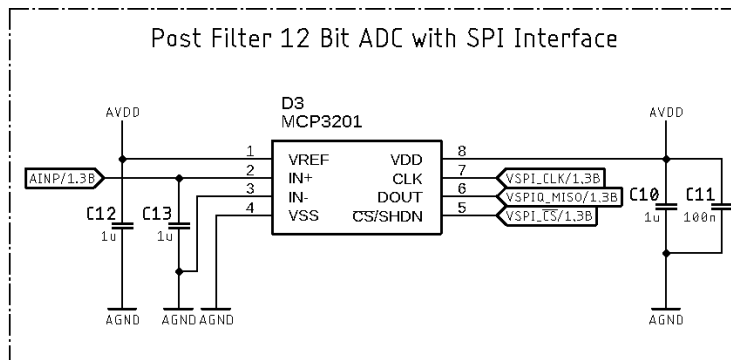 Post Filter 12 Bit ADC with SPI Interface
D3
MCP3201
AVDD
AVDD
1 VREF VDD 8
AINP/1.3B 2 IN+ CLK 7 VSPI_CLK/1.3B
3 IN- DOUT 6 VSPIQ_MISO/1.3B
4 VSS CS/SHDN 5 VSPI_CS/1.3B
C12 C13 C10 C11
1u 1u 1u 100n
AGND AGND AGND AGND